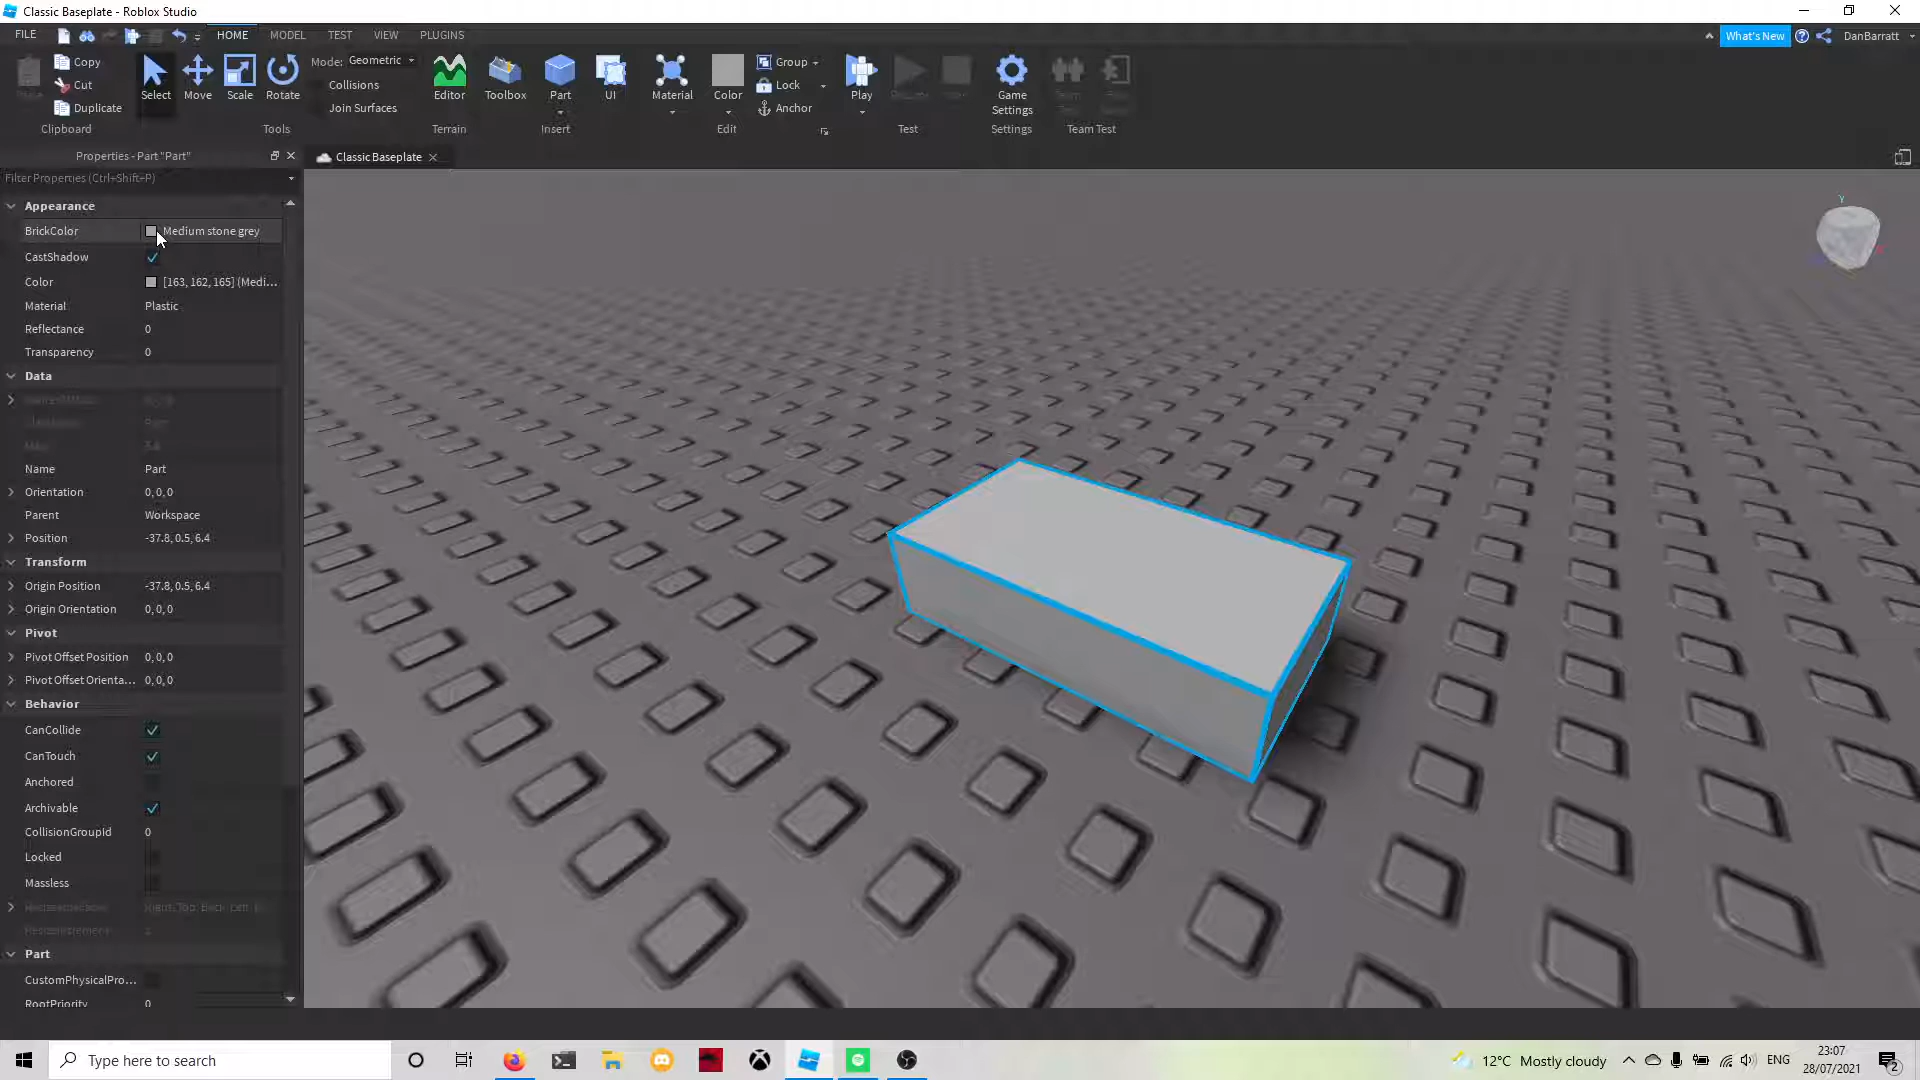 Classic Baseplate - Roblox Studio
FILE
HOME
MODEL
TEST
VIEW
PLUGINS
What's New
DanBarratt
Copy
Cut
Duplicate
Clipboard
Select
Move
Scale
Rotate
Mode: Geometric
Collisions
Join Surfaces
Tools
Editor
Terrain
Toolbox
Part
UI
Insert
Material
Color
Group
Lock
Anchor
Edit
Play
Test
Game
Settings
Settings
Team Test
Properties - Part "Part"
Classic Baseplate
Filter Properties (Ctrl+Shift+P)
Appearance
BrickColor Medium stone grey
CastShadow
Color [163, 162, 165] (Medi...
Material Plastic
Reflectance 0
Transparency 0
Data
Name Part
Orientation 0, 0, 0
Parent Workspace
Position -37.8, 0.5, 6.4
Transform
Origin Position -37.8, 0.5, 6.4
Origin Orientation 0, 0, 0
Pivot
Pivot Offset Position 0, 0, 0
Pivot Offset Orienta... 0, 0, 0
Behavior
CanCollide
CanTouch
Anchored
Archivable
CollisionGroupId 0
Locked
Massless
Part
CustomPhysicalPro...
RootPriority 0
Y
Type here to search
12°C Mostly cloudy
ENG
23:07
28/07/2021
2